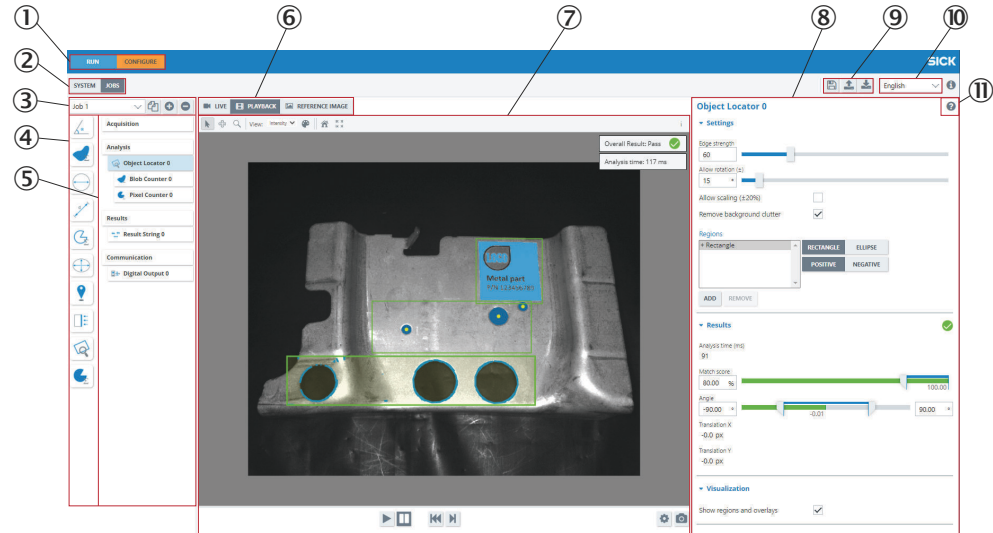 ① ⑥ ⑦ ⑧ ⑨ ⑩
RUN CONFIGURE SICK
②
SYSTEM JOBS English
③ ⑪
Job 1 LIVE PLAYBACK REFERENCE IMAGE Object Locator 0
④ Acquisition View: Intensity Settings
Analysis Overall Result: Pass Edge strength
Object Locator 0 Analysis time: 117 ms 60
⑤ Blob Counter 0 Allow rotation (±)
Pixel Counter 0 15 °
Allow scaling (±20%)
Results Remove background clutter
Result String 0 Regions
+ Rectangle RECTANGLE ELLIPSE
Communication LOGO POSITIVE NEGATIVE
Digital Output 0 Metal part
ADD REMOVE
Results
Analysis time (ms)
91
Match score
80.00 %
100.00
Angle
-90.00 ° -0.01 90.00 °
Translation X
-0.0 px
Translation Y
-0.0 px
Visualization
Show regions and overlays